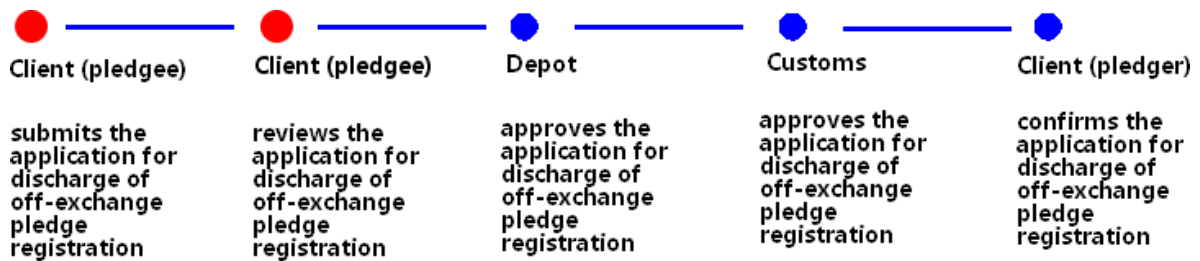 Client (pledgee)
submits the
application for
discharge of
off-exchange
pledge
registration
Client (pledgee)
reviews the
application for
discharge of
off-exchange
pledge
registration
Depot
approves the
application for
discharge of
off-exchange
pledge
registration
Customs
approves the
application for
discharge of
off-exchange
pledge
registration
Client (pledger)
confirms the
application for
discharge of
off-exchange
pledge
registration